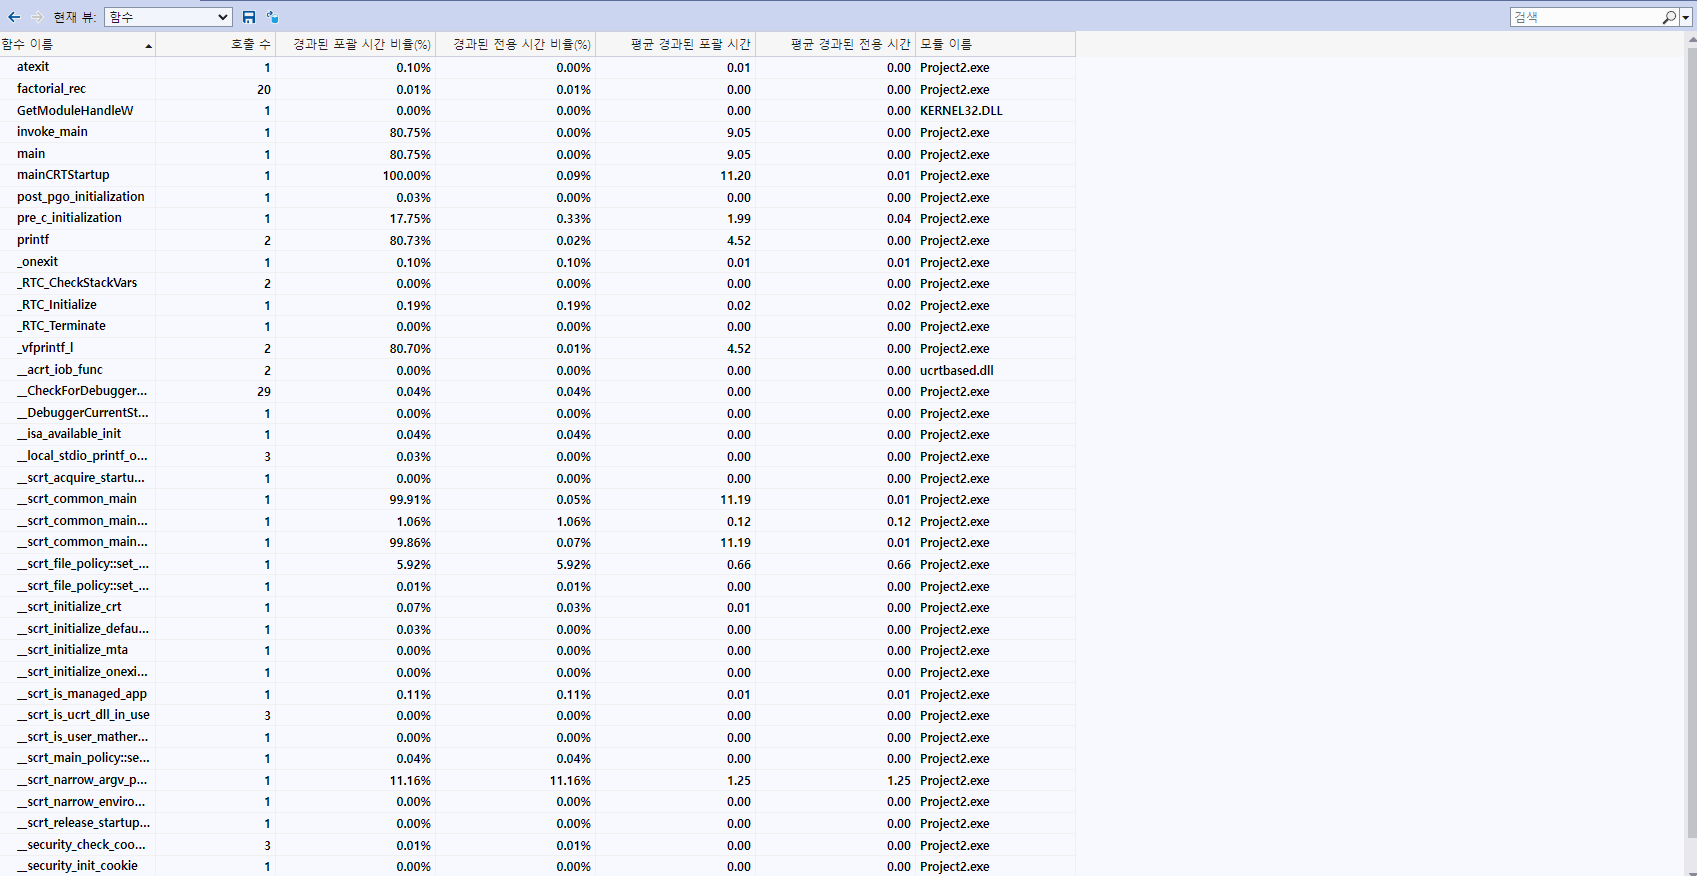 현재 뷰: 함수 검색
함수 이름 호출 수 경과된 포괄 시간 비율(%) 경과된 전용 시간 비율(%) 평균 경과된 포괄 시간 평균 경과된 전용 시간 모듈 이름
atexit 1 0.10% 0.00% 0.01 0.00 Project2.exe
factorial_rec 20 0.01% 0.01% 0.00 0.00 Project2.exe
GetModuleHandleW 1 0.00% 0.00% 0.00 0.00 KERNEL32.DLL
invoke_main 1 80.75% 0.00% 9.05 0.00 Project2.exe
main 1 80.75% 0.00% 9.05 0.00 Project2.exe
mainCRTStartup 1 100.00% 0.09% 11.20 0.01 Project2.exe
post_pgo_initialization 1 0.03% 0.00% 0.00 0.00 Project2.exe
pre_c_initialization 1 17.75% 0.33% 1.99 0.04 Project2.exe
printf 2 80.73% 0.02% 4.52 0.00 Project2.exe
_onexit 1 0.10% 0.10% 0.01 0.01 Project2.exe
_RTC_CheckStackVars 2 0.00% 0.00% 0.00 0.00 Project2.exe
_RTC_Initialize 1 0.19% 0.19% 0.02 0.02 Project2.exe
_RTC_Terminate 1 0.00% 0.00% 0.00 0.00 Project2.exe
_vfprintf_l 2 80.70% 0.01% 4.52 0.00 Project2.exe
__acrt_iob_func 2 0.00% 0.00% 0.00 0.00 ucrtbased.dll
__CheckForDebugger... 29 0.04% 0.04% 0.00 0.00 Project2.exe
__DebuggerCurrentSt... 1 0.00% 0.00% 0.00 0.00 Project2.exe
__isa_available_init 1 0.04% 0.04% 0.00 0.00 Project2.exe
__local_stdio_printf_o... 3 0.03% 0.00% 0.00 0.00 Project2.exe
__scrt_acquire_startu... 1 0.00% 0.00% 0.00 0.00 Project2.exe
__scrt_common_main 1 99.91% 0.05% 11.19 0.01 Project2.exe
__scrt_common_main... 1 1.06% 1.06% 0.12 0.12 Project2.exe
__scrt_common_main... 1 99.86% 0.07% 11.19 0.01 Project2.exe
__scrt_file_policy::set_... 1 5.92% 5.92% 0.66 0.66 Project2.exe
__scrt_file_policy::set_... 1 0.01% 0.01% 0.00 0.00 Project2.exe
__scrt_initialize_crt 1 0.07% 0.03% 0.01 0.00 Project2.exe
__scrt_initialize_defau... 1 0.03% 0.00% 0.00 0.00 Project2.exe
__scrt_initialize_mta 1 0.00% 0.00% 0.00 0.00 Project2.exe
__scrt_initialize_onexi... 1 0.00% 0.00% 0.00 0.00 Project2.exe
__scrt_is_managed_app 1 0.11% 0.11% 0.01 0.01 Project2.exe
__scrt_is_ucrt_dll_in_use 3 0.00% 0.00% 0.00 0.00 Project2.exe
__scrt_is_user_mather... 1 0.00% 0.00% 0.00 0.00 Project2.exe
__scrt_main_policy::se... 1 0.04% 0.04% 0.00 0.00 Project2.exe
__scrt_narrow_argv_p... 1 11.16% 11.16% 1.25 1.25 Project2.exe
__scrt_narrow_enviro... 1 0.00% 0.00% 0.00 0.00 Project2.exe
__scrt_release_startup... 1 0.00% 0.00% 0.00 0.00 Project2.exe
__security_check_coo... 3 0.01% 0.01% 0.00 0.00 Project2.exe
__security_init_cookie 1 0.00% 0.00% 0.00 0.00 Project2.exe